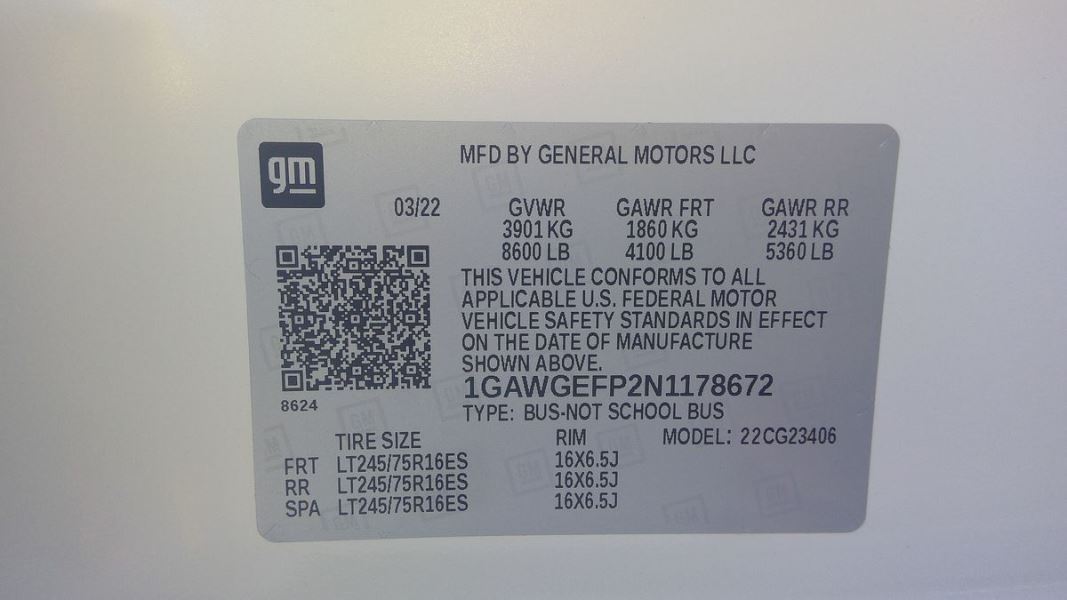 gm
MFD BY GENERAL MOTORS LLC
03/22 GVWR GAWR FRT GAWR RR
3901 KG 1860 KG 2431 KG
8600 LB 4100 LB 5360 LB
THIS VEHICLE CONFORMS TO ALL
APPLICABLE U.S. FEDERAL MOTOR
VEHICLE SAFETY STANDARDS IN EFFECT
ON THE DATE OF MANUFACTURE
SHOWN ABOVE.
1GAWGEFP2N1178672
8624
TYPE: BUS-NOT SCHOOL BUS
TIRE SIZE RIM MODEL: 22CG23406
FRT LT245/75R16ES 16X6.5J
RR LT245/75R16ES 16X6.5J
SPA LT245/75R16ES 16X6.5J